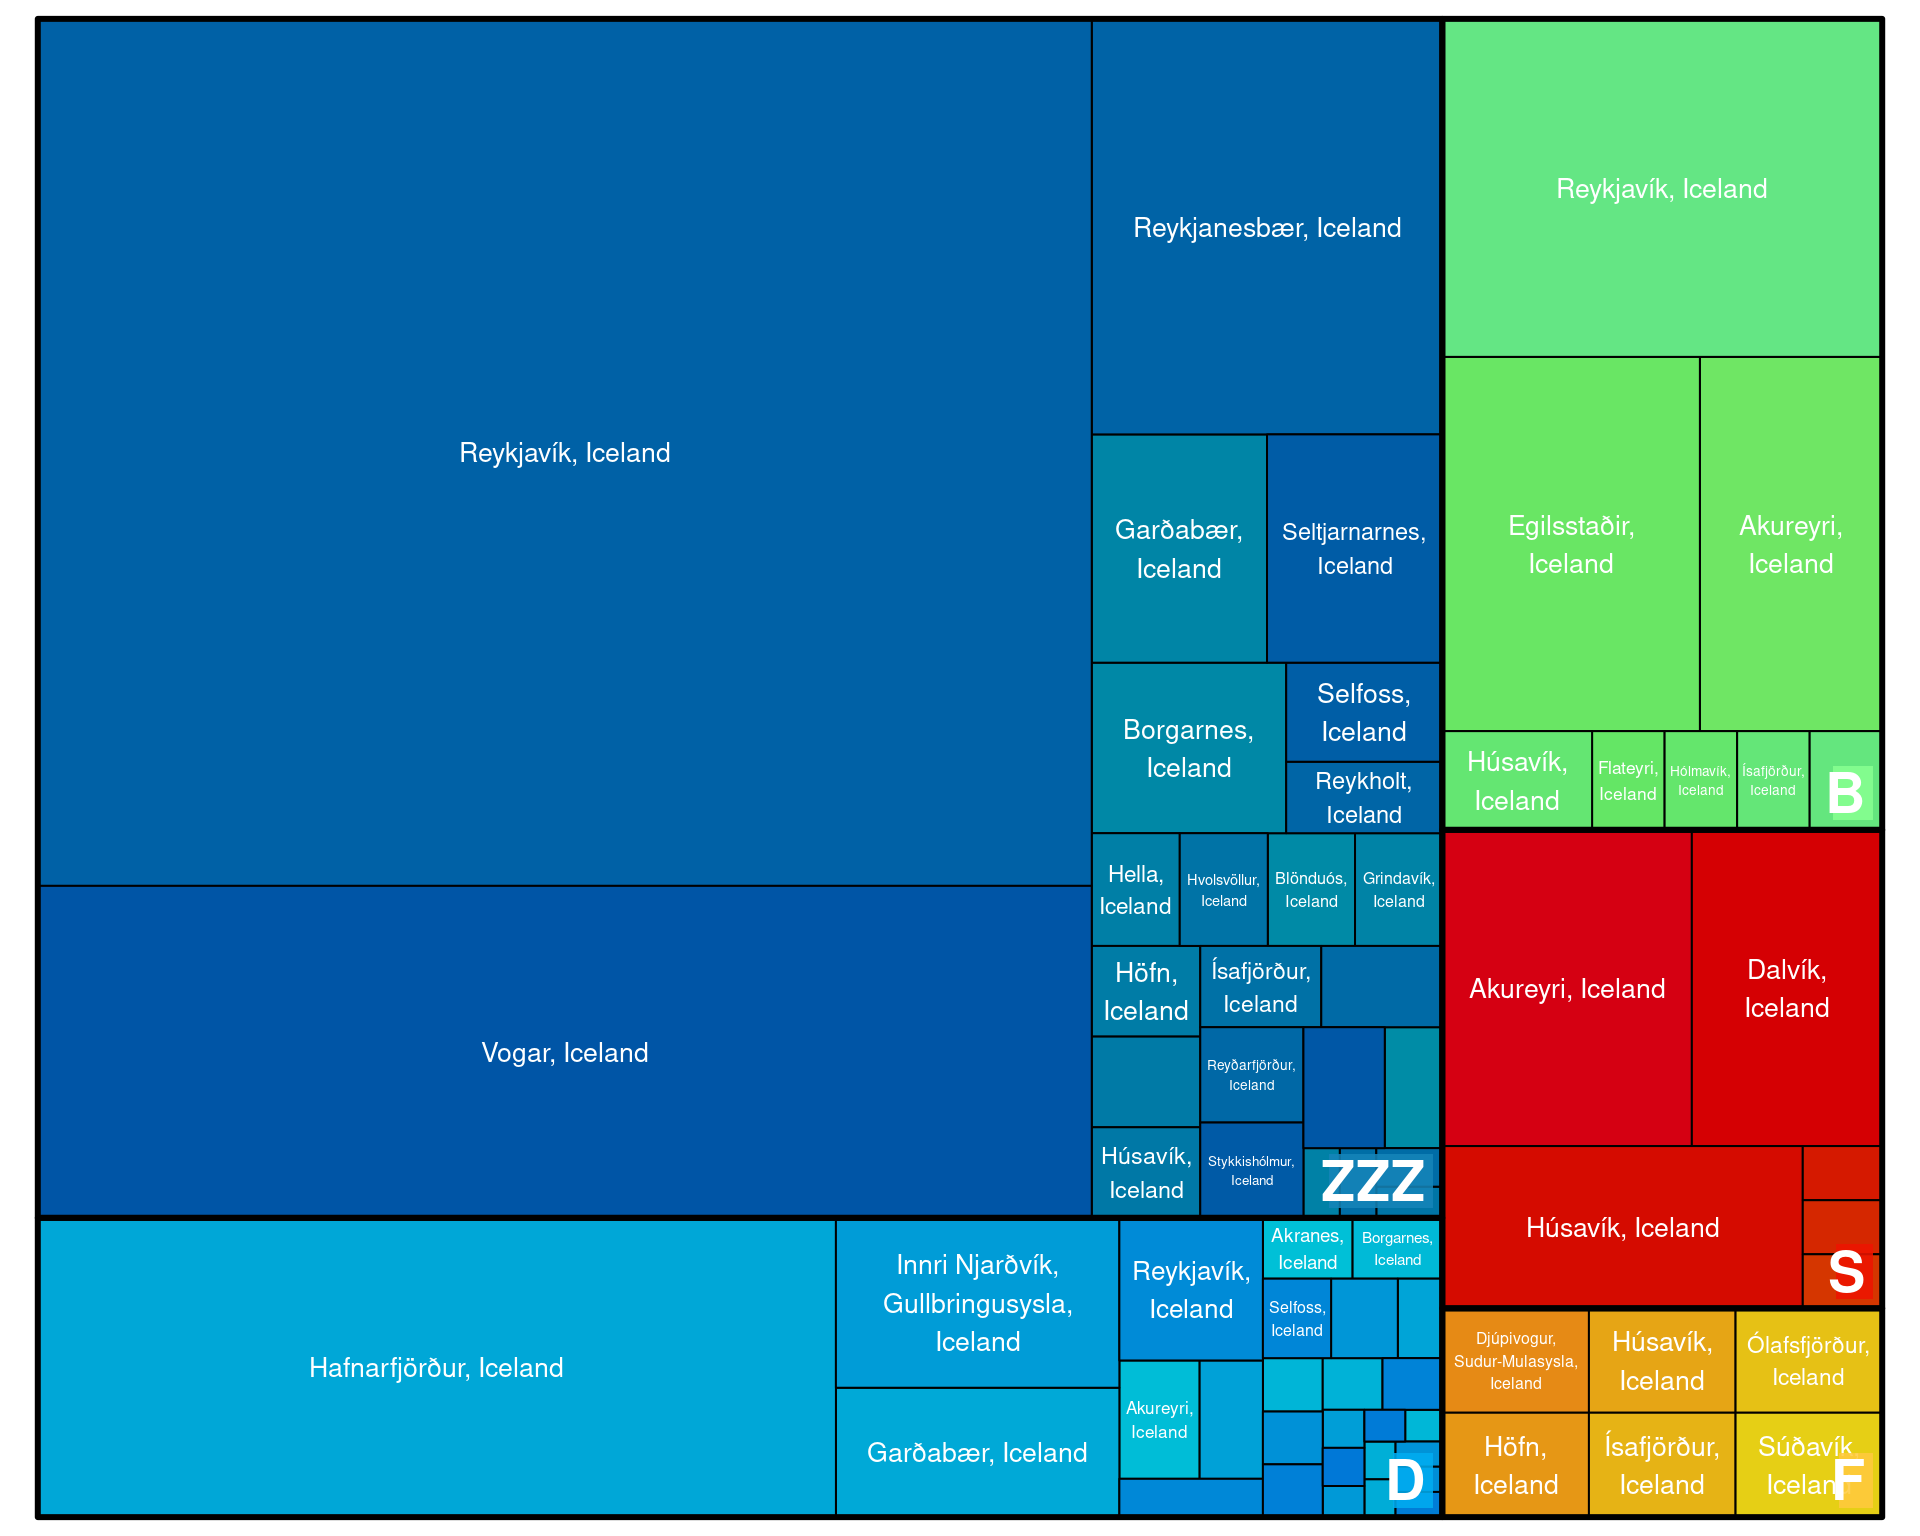 Reykjavík, Iceland
Vogar, Iceland
Reykjanesbær, Iceland
Garðabær,
Iceland
Seltjarnarnes,
Iceland
Borgarnes,
Iceland
Selfoss,
Iceland
Reykholt,
Iceland
Hella,
Iceland
Hvolsvöllur,
Iceland
Blönduós,
Iceland
Grindavík,
Iceland
Höfn,
Iceland
Ísafjörður,
Iceland
Reyðarfjörður,
Iceland
Húsavík,
Iceland
Stykkishólmur,
Iceland
ZZZ
Hafnarfjörður, Iceland
Innri Njarðvík,
Gullbringusysla,
Iceland
Garðabær, Iceland
Reykjavík,
Iceland
Akureyri,
Iceland
Akranes,
Iceland
Borgarnes,
Iceland
Selfoss,
Iceland
D
Reykjavík, Iceland
Egilsstaðir,
Iceland
Akureyri,
Iceland
Húsavík,
Iceland
Flateyri,
Iceland
Hólmavík,
Iceland
Ísafjörður,
Iceland
B
Akureyri, Iceland
Dalvík,
Iceland
Húsavík, Iceland
S
Djúpivogur,
Sudur-Mulasysla,
Iceland
Húsavík,
Iceland
Ólafsfjörður,
Iceland
Höfn,
Iceland
Ísafjörður,
Iceland
Súðavík,
Iceland
F